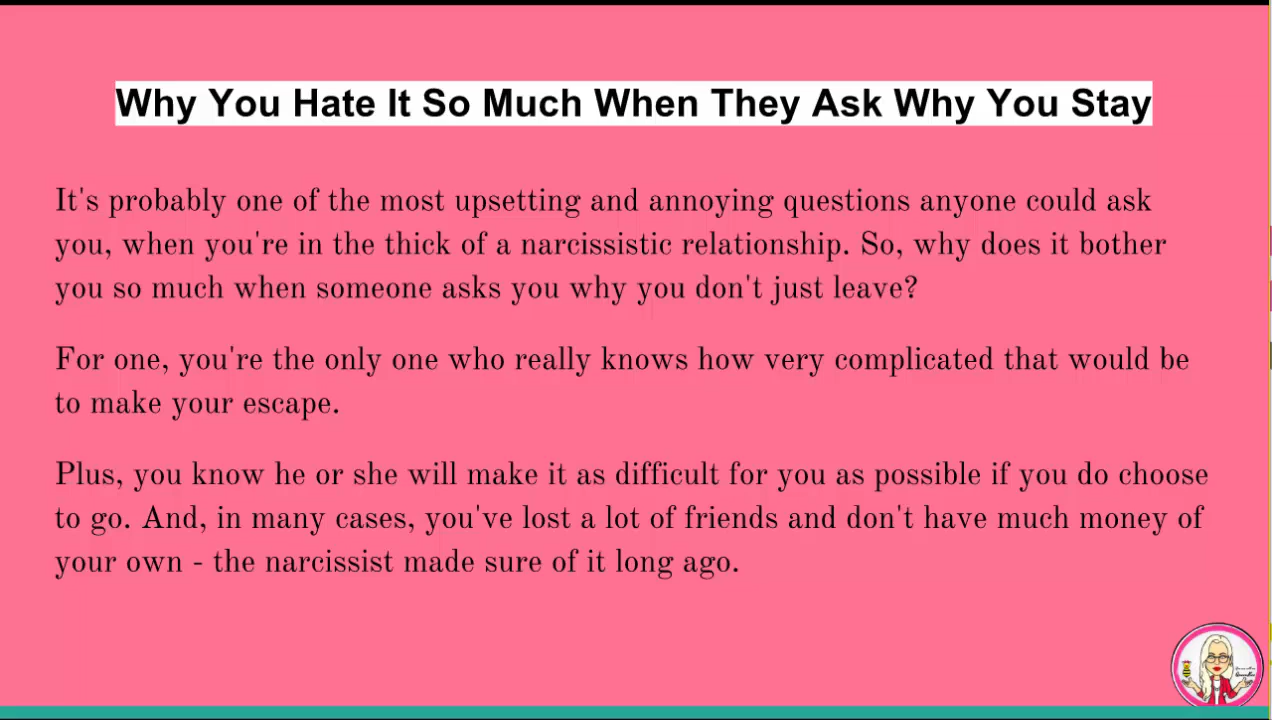 Why You Hate It So Much When They Ask Why You Stay
It's probably one of the most upsetting and annoying questions anyone could ask
you, when you're in the thick of a narcissistic relationship. So, why does it bother
you so much when someone asks you why you don't just leave?
For one, you're the only one who really knows how very complicated that would be
to make your escape.
Plus, you know he or she will make it as difficult for you as possible if you do choose
to go. And, in many cases, you've lost a lot of friends and don't have much money of
your own - the narcissist made sure of it long ago.